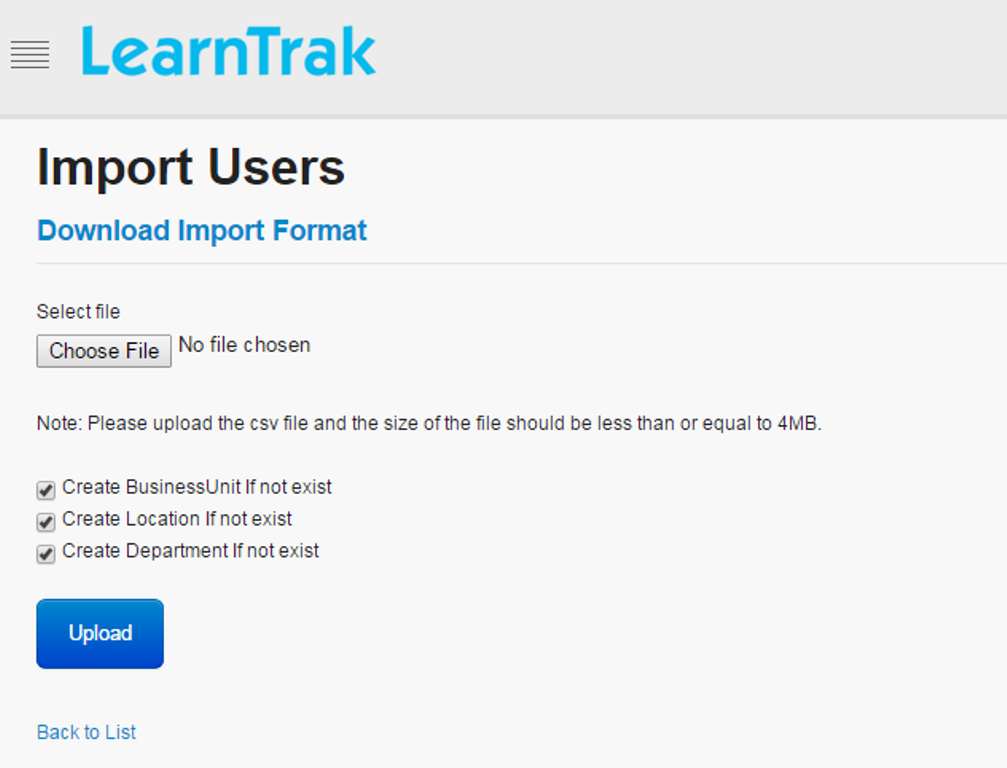 LearnTrak
Import Users
Download Import Format
Select file
Choose File No file chosen
Note: Please upload the csv file and the size of the file should be less than or equal to 4MB.
Create BusinessUnit If not exist
Create Location If not exist
Create Department If not exist
Upload
Back to List